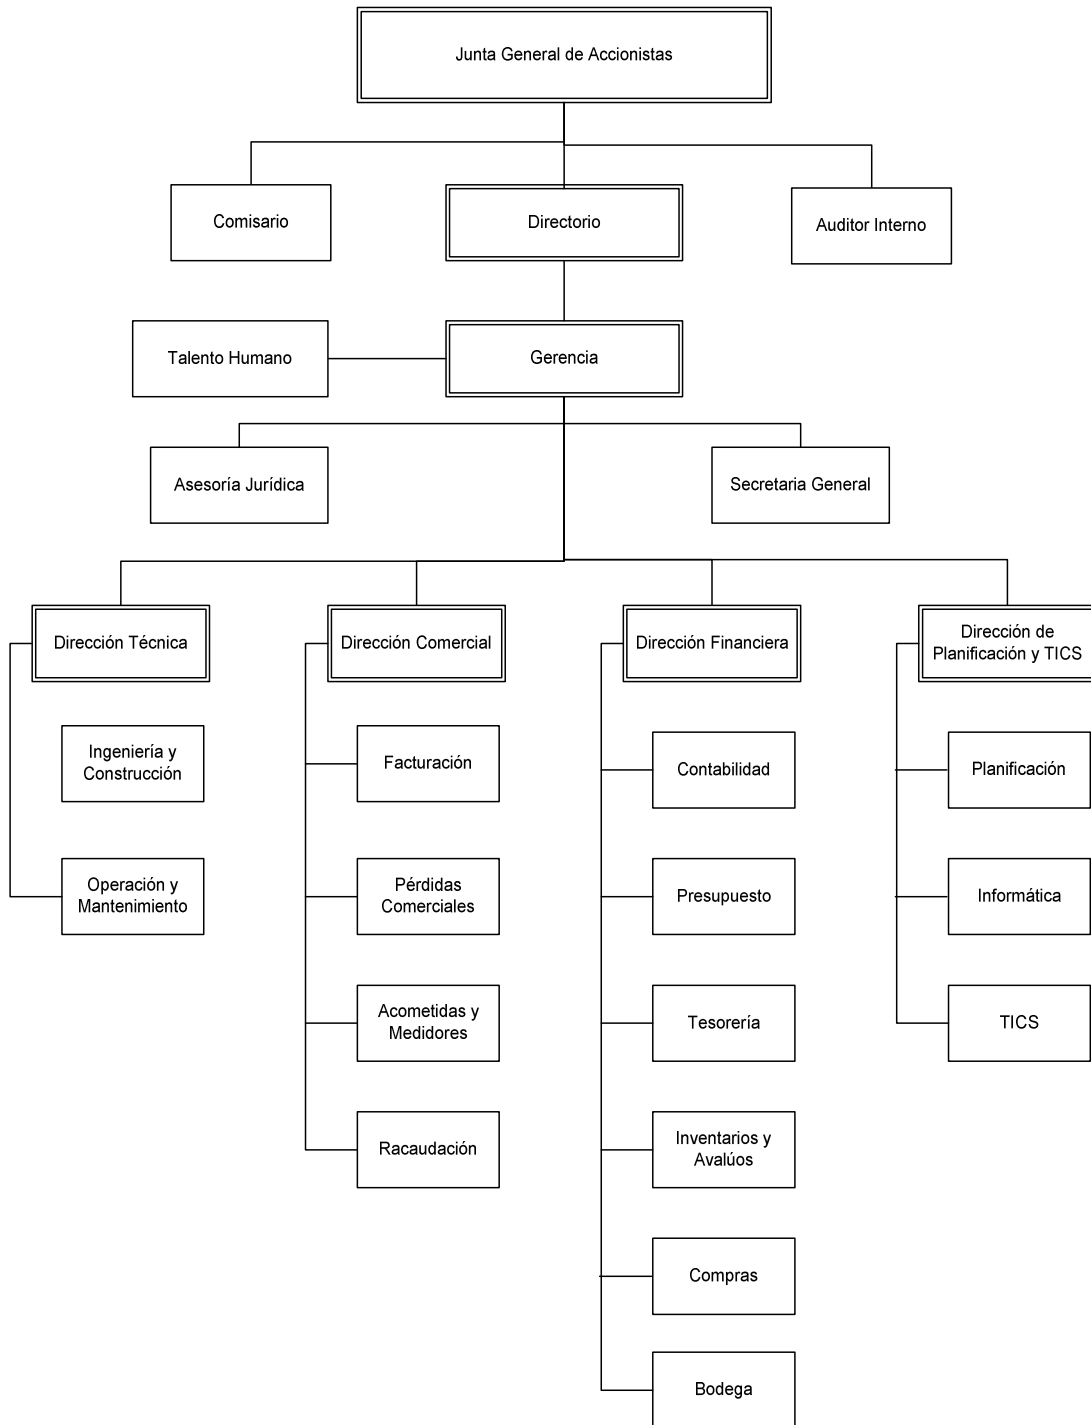 Junta General de Accionistas
Comisario
Directorio
Auditor Interno
Talento Humano
Gerencia
Asesoría Jurídica
Secretaria General
Dirección Técnica
Dirección Comercial
Dirección Financiera
Dirección de
Planificación y TICS
Ingeniería y
Construcción
Facturación
Contabilidad
Planificación
Operación y
Mantenimiento
Pérdidas
Comerciales
Presupuesto
Informática
Acometidas y
Medidores
Tesorería
TICS
Racaudación
Inventarios y
Avalúos
Compras
Bodega